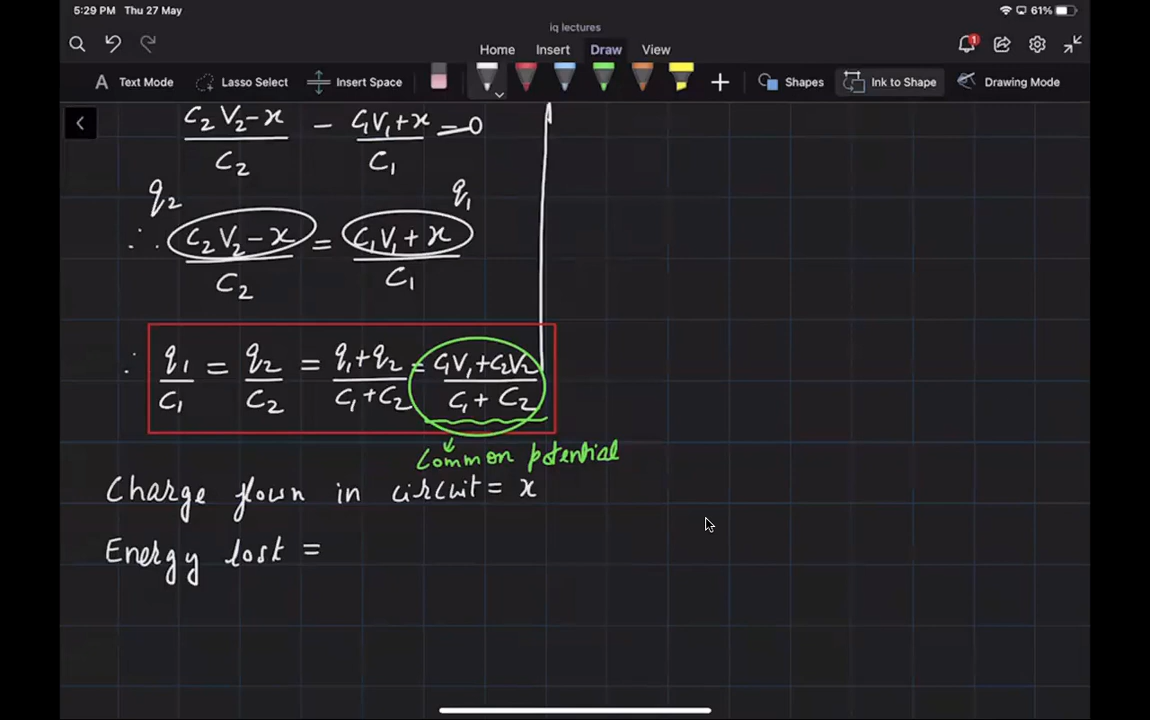 5:29 PM Thu 27 May
61%
iq lectures
Home Insert Draw View
1
Text Mode Lasso Select Insert Space Shapes Ink to Shape Drawing Mode
C₂V₂-x / C₂ - C₁V₁+x / C₁ = 0
q₂ q₁
∴ C₂V₂-x / C₂ = C₁V₁+x / C₁
∴ q₁/C₁ = q₂/C₂ = q₁+q₂ / C₁+C₂ = C₁V₁+C₂V₂ / C₁+C₂
Common potential
Charge flown in circuit = x
Energy lost =